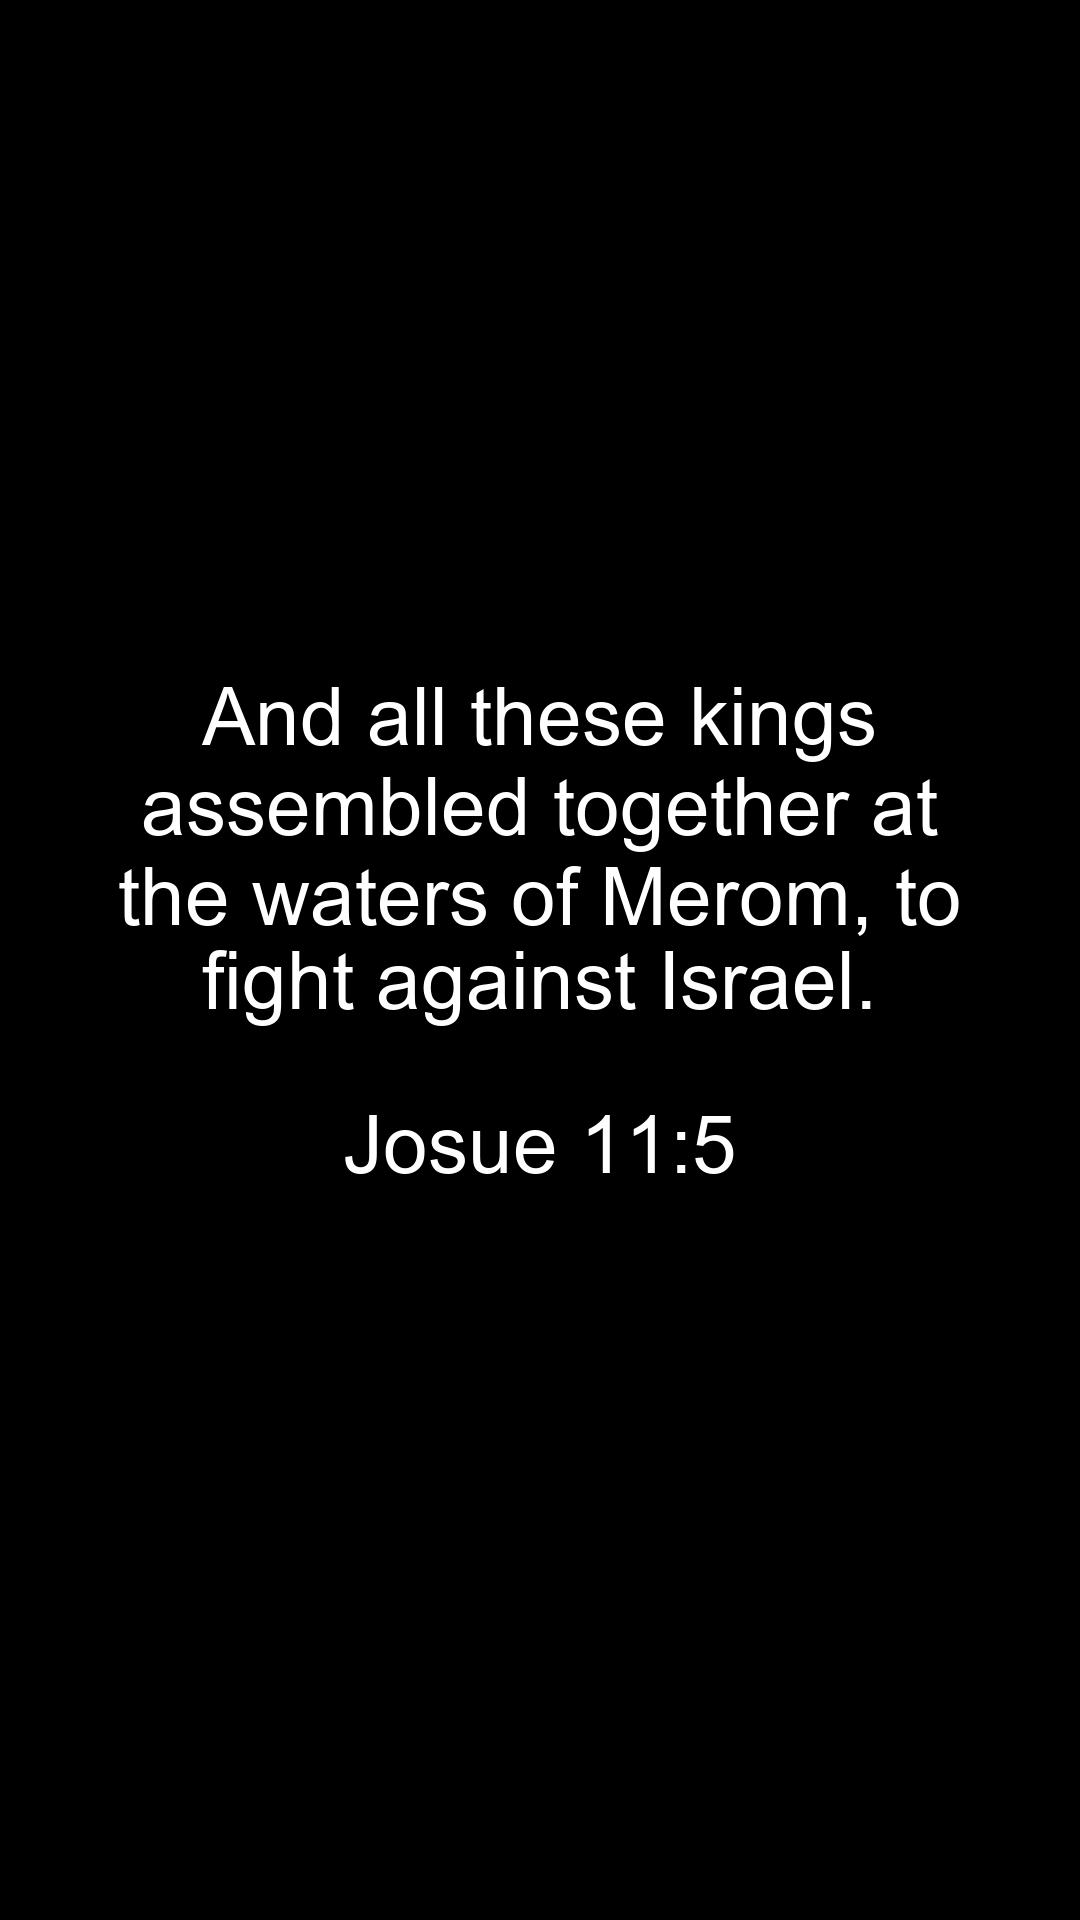 And all these kings
assembled together at
the waters of Merom, to
fight against Israel.
Josue 11:5